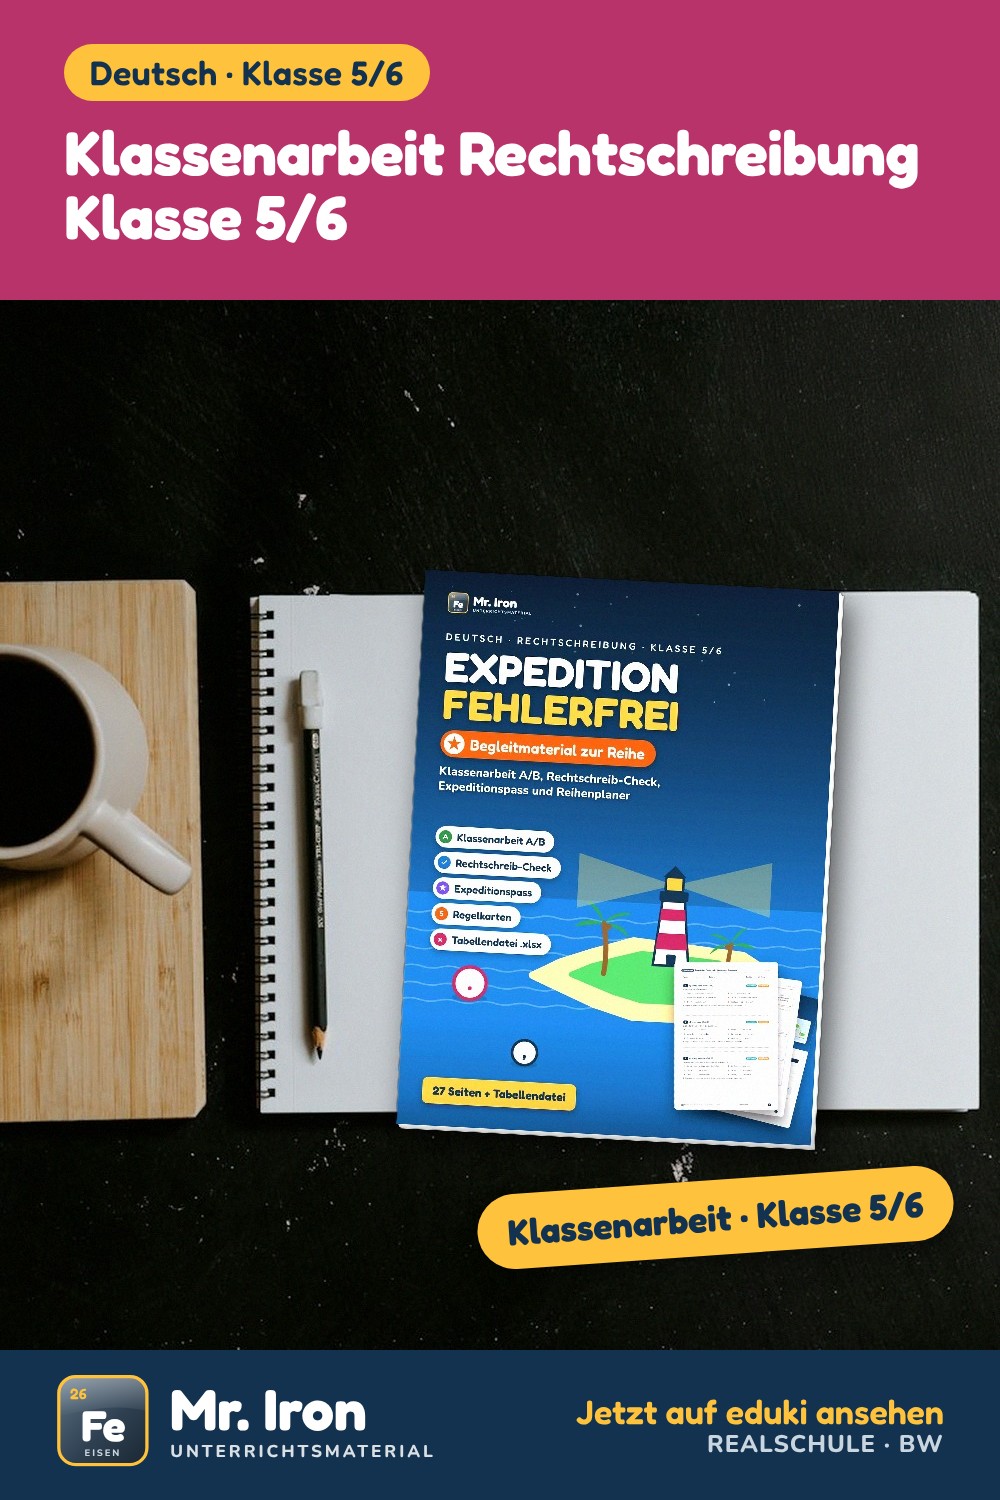 Deutsch · Klasse 5/6
Klassenarbeit Rechtschreibung
Klasse 5/6
Fe
Mr. Iron
UNTERRICHTSMATERIAL
DEUTSCH · RECHTSCHREIBUNG · KLASSE 5/6
EXPEDITION
FEHLERFREI
Begleitmaterial zur Reihe
Klassenarbeit A/B, Rechtschreib-Check,
Expeditionspass und Reihenplaner
A Klassenarbeit A/B
Rechtschreib-Check
Expeditionspass
S Regelkarten
Tabellendatei .xlsx
.
,
27 Seiten + Tabellendatei
Klassenarbeit · Klasse 5/6
26
Fe
EISEN
Mr. Iron
UNTERRICHTSMATERIAL
Jetzt auf eduki ansehen
REALSCHULE · BW